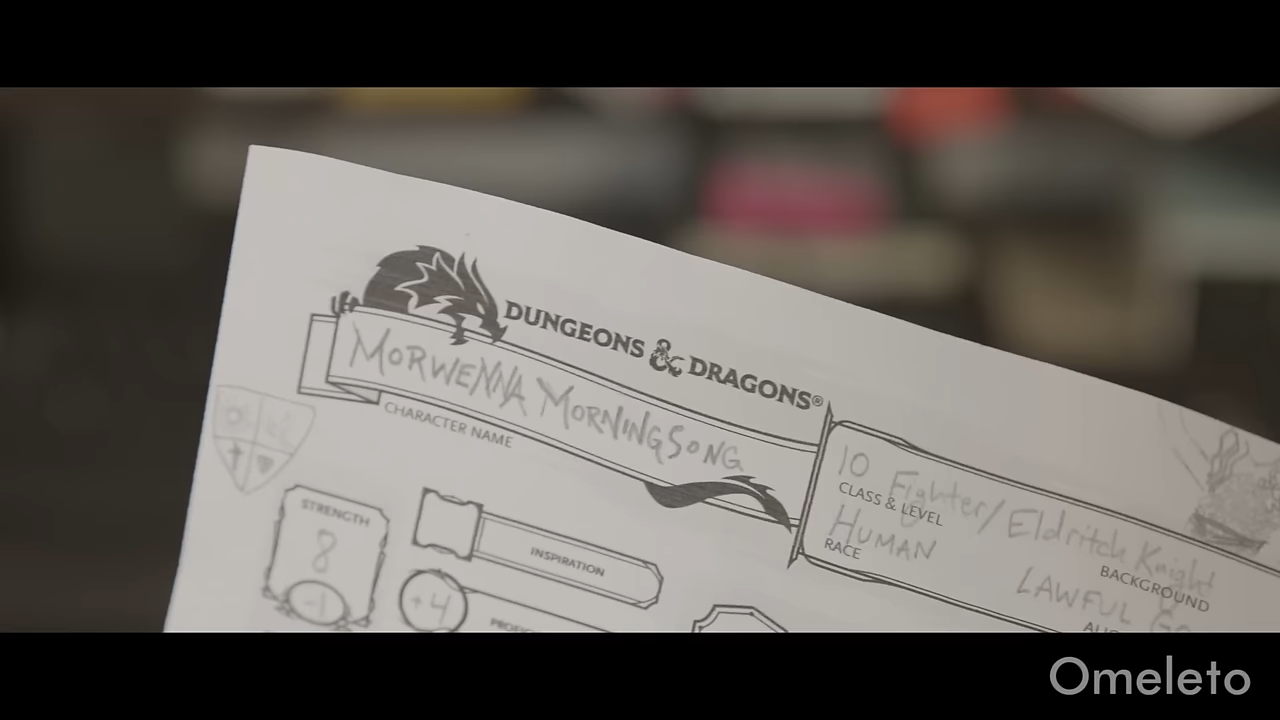 DUNGEONS & DRAGONS®
MORWENNA MORNINGSONG
CHARACTER NAME
10 Fighter/Eldritch Knight
CLASS & LEVEL
BACKGROUND
HUMAN
LAWFUL
RACE
STRENGTH
8
-1
INSPIRATION
+4
Omeleto